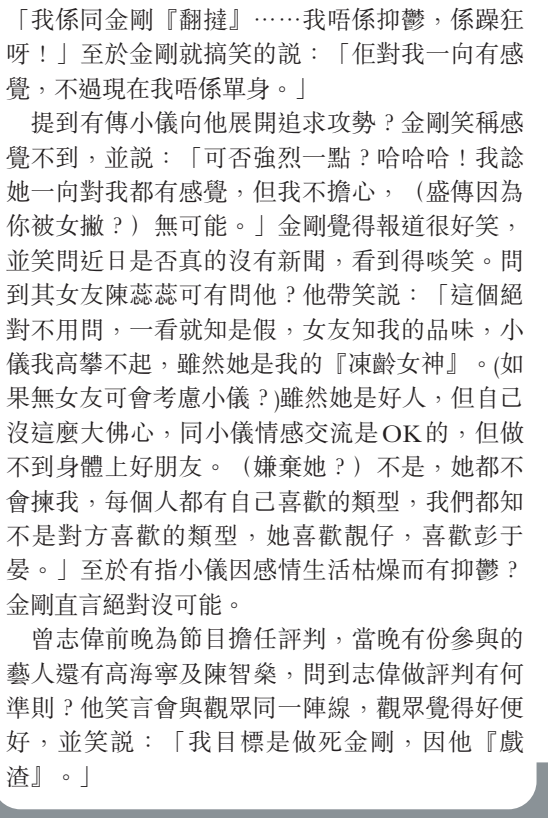 「我係同金剛『翻撻』……我唔係抑鬱，係躁狂
呀！」至於金剛就搞笑的說：「佢對我一向有感
覺，不過現在我唔係單身。」
提到有傳小儀向他展開追求攻勢？金剛笑稱感
覺不到，並說：「可否強烈一點？哈哈哈！我諗
她一向對我都有感覺，但我不擔心，（盛傳因為
你被女撇？）無可能。」金剛覺得報道很好笑，
並笑問近日是否真的沒有新聞，看到得啖笑。問
到其女友陳蕊蕊可有問他？他帶笑說：「這個絕
對不用問，一看就知是假，女友知我的品味，小
儀我高攀不起，雖然她是我的『凍齡女神』。(如
果無女友可會考慮小儀？)雖然她是好人，但自己
沒這麼大佛心，同小儀情感交流是OK的，但做
不到身體上好朋友。（嫌棄她？）不是，她都不
會揀我，每個人都有自己喜歡的類型，我們都知
不是對方喜歡的類型，她喜歡靚仔，喜歡彭于
晏。」至於有指小儀因感情生活枯燥而有抑鬱？
金剛直言絕對沒可能。
曾志偉前晚為節目擔任評判，當晚有份參與的
藝人還有高海寧及陳智燊，問到志偉做評判有何
準則？他笑言會與觀眾同一陣線，觀眾覺得好便
好，並笑說：「我目標是做死金剛，因他『戲
渣』。」